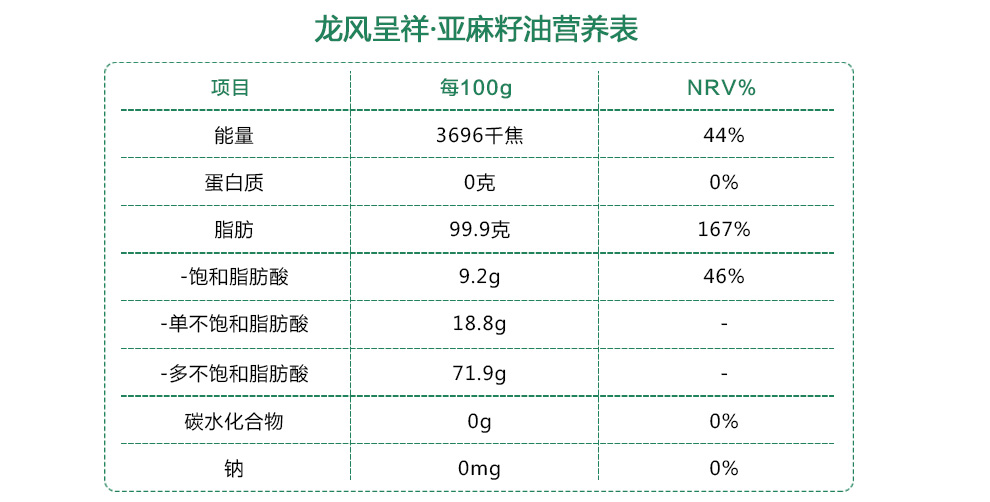 龙风呈祥·亚麻籽油营养表
项目 每100g NRV%
能量 3696千焦 44%
蛋白质 0克 0%
脂肪 99.9克 167%
-饱和脂肪酸 9.2g 46%
-单不饱和脂肪酸 18.8g -
-多不饱和脂肪酸 71.9g -
碳水化合物 0g 0%
钠 0mg 0%